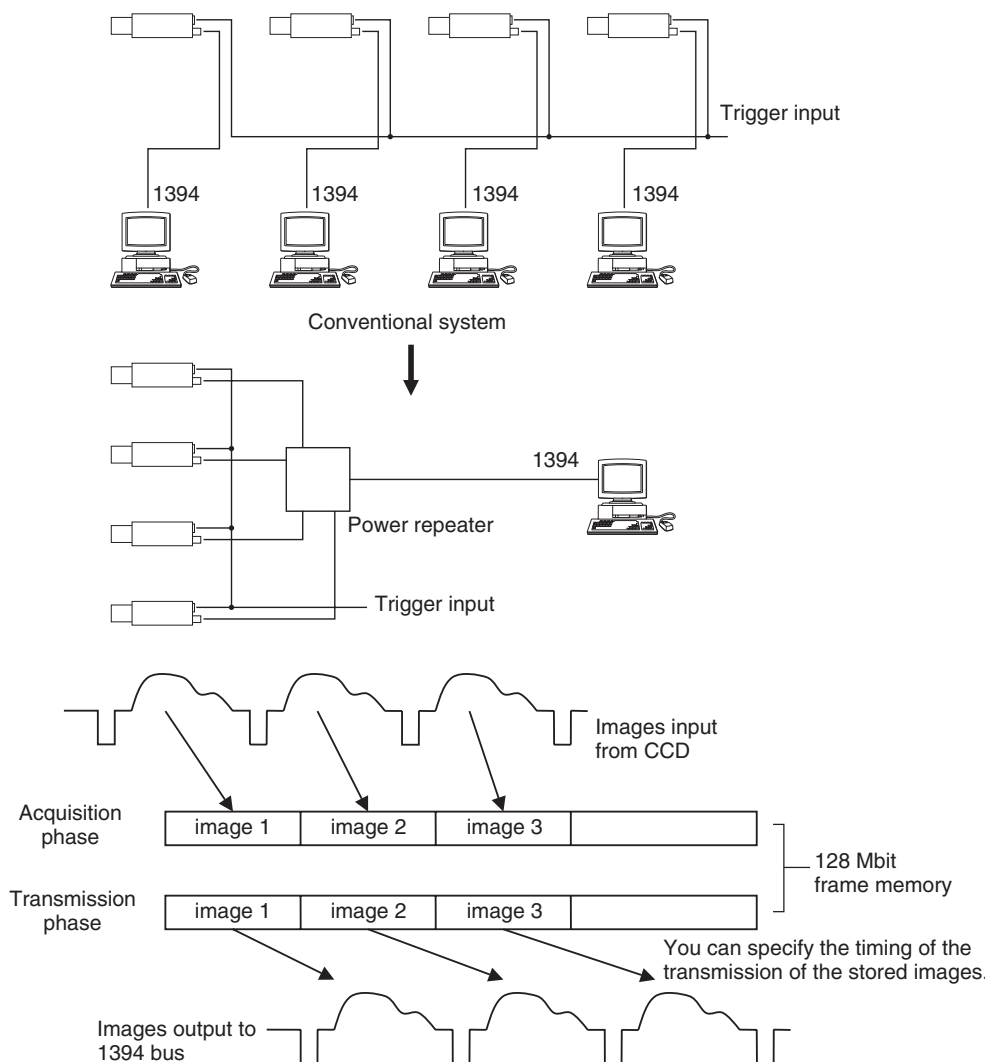 Trigger input
1394 1394 1394 1394
Conventional system
1394
Power repeater
Trigger input
Images input
from CCD
Acquisition
phase
image 1 image 2 image 3
128 Mbit
frame memory
Transmission
phase
image 1 image 2 image 3
You can specify the timing of the
transmission of the stored images.
Images output to
1394 bus